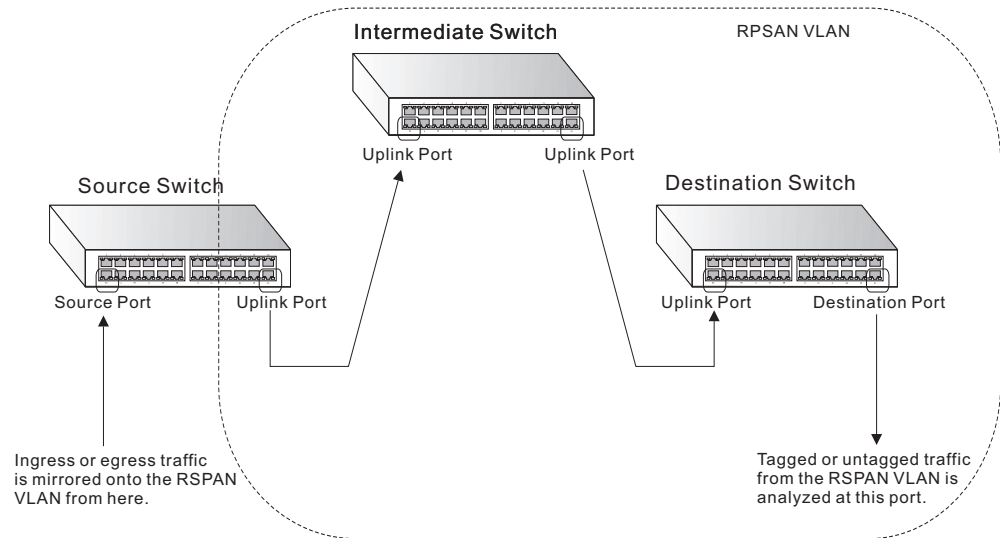 Intermediate Switch
RPSAN VLAN
Uplink Port
Uplink Port
Source Switch
Destination Switch
Source Port
Uplink Port
Uplink Port
Destination Port
Ingress or egress traffic
is mirrored onto the RSPAN
VLAN from here.
Tagged or untagged traffic
from the RSPAN VLAN is
analyzed at this port.